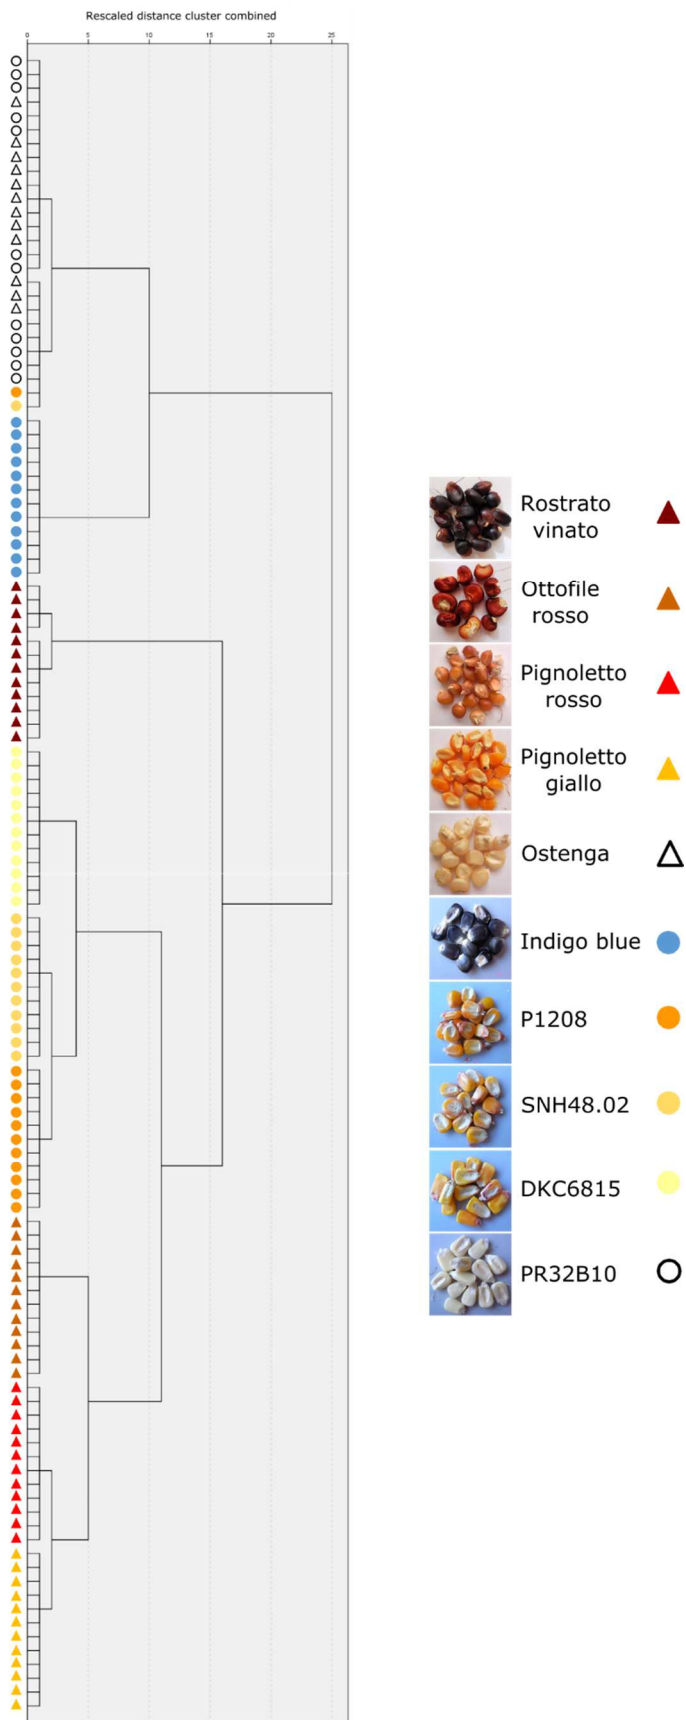 Rescaled distance cluster combined
0 5 10 15 20 25
Rostrato
vinato
Ottofile
rosso
Pignoletto
rosso
Pignoletto
giallo
Ostenga
Indigo blue
P1208
SNH48.02
DKC6815
PR32B10